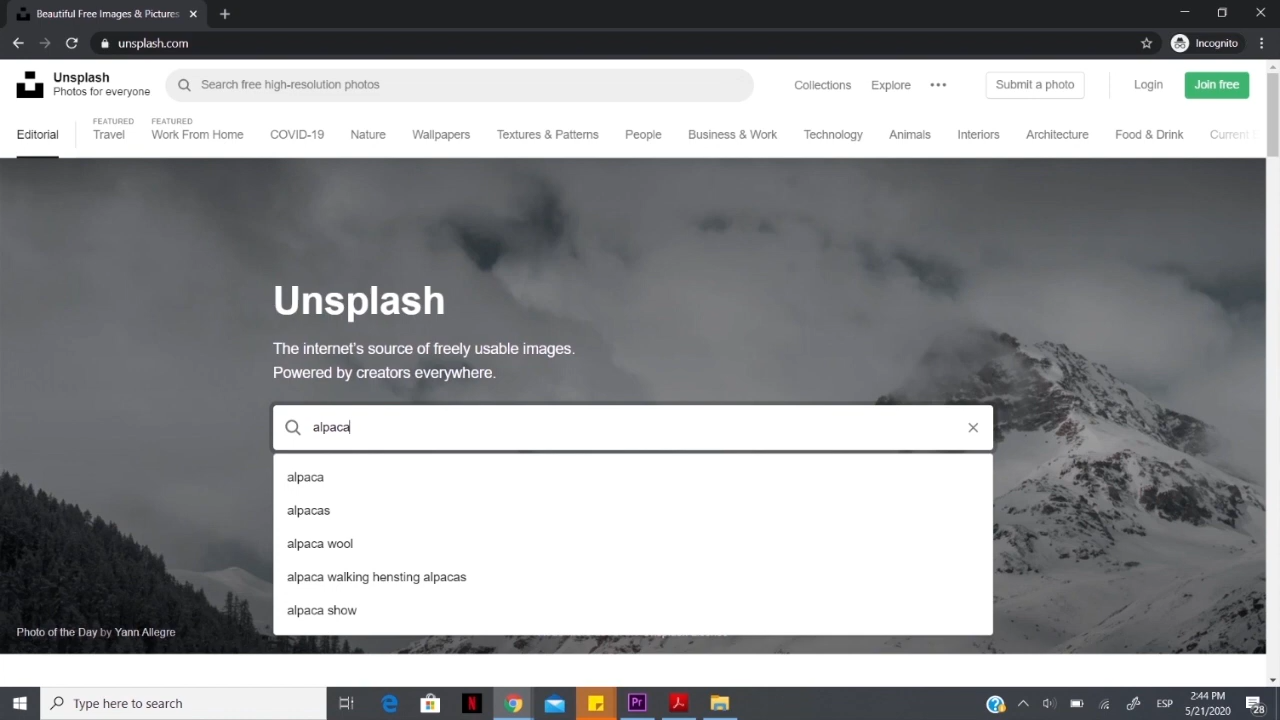 Beautiful Free Images & Pictures
unsplash.com
Incognito
Unsplash
Photos for everyone
Search free high-resolution photos
Collections
Explore
Submit a photo
Login
Join free
Editorial
FEATURED
Travel
FEATURED
Work From Home
COVID-19
Nature
Wallpapers
Textures & Patterns
People
Business & Work
Technology
Animals
Interiors
Architecture
Food & Drink
Current
Unsplash
The internet's source of freely usable images.
Powered by creators everywhere.
alpaca
alpaca
alpacas
alpaca wool
alpaca walking hensting alpacas
alpaca show
Photo of the Day by Yann Allegre
Type here to search
N
Pr
ESP
2:44 PM
5/21/2020
28